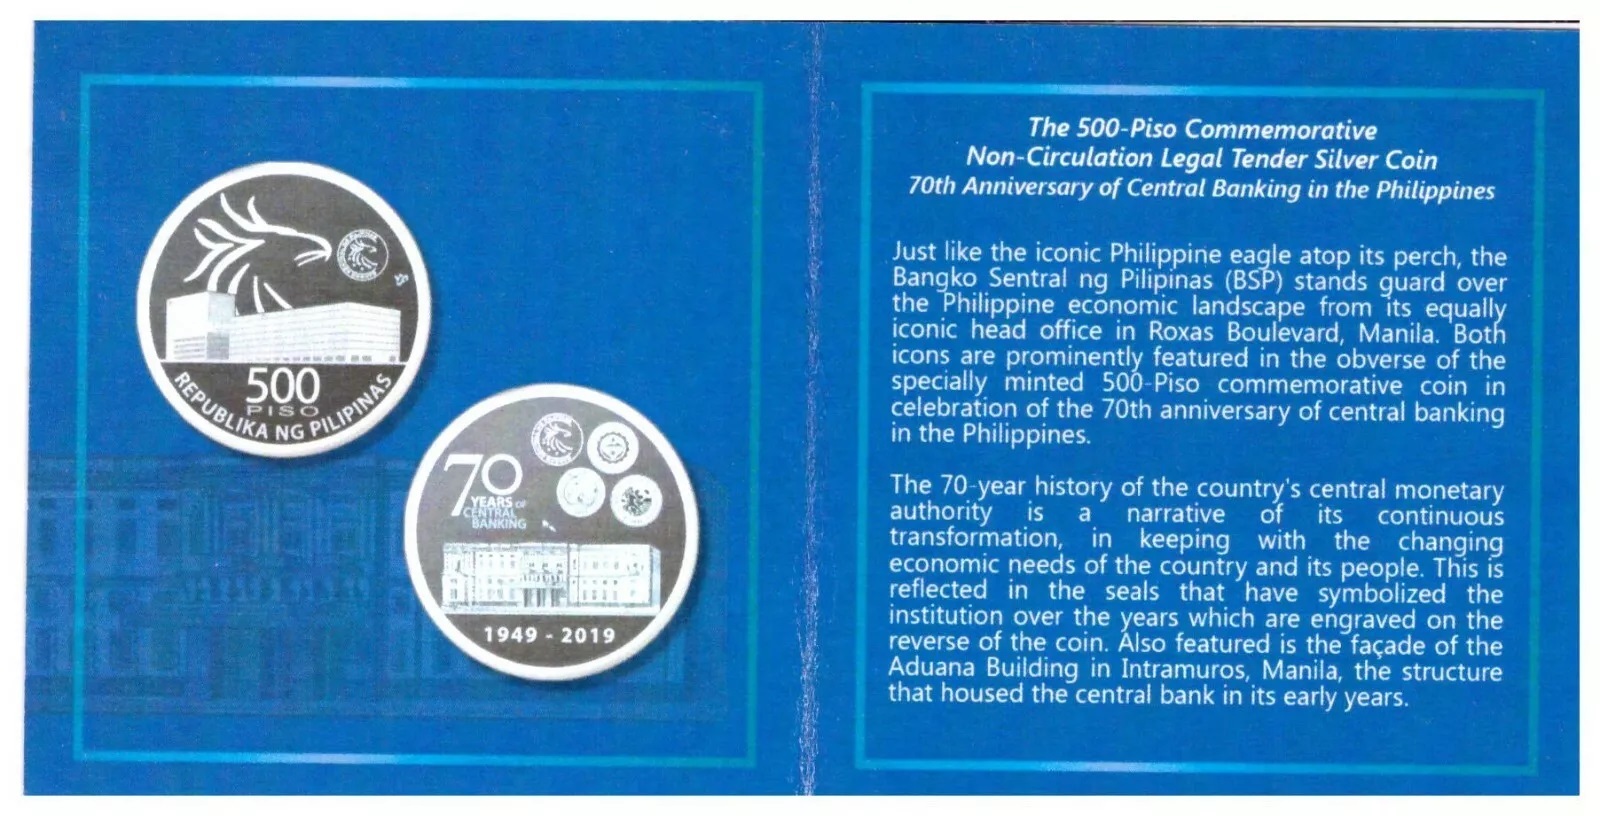 500
PISO
REPUBLIKA NG PILIPINAS
70
YEARS OF
CENTRAL
BANKING
1949 - 2019
The 500-Piso Commemorative
Non-Circulation Legal Tender Silver Coin
70th Anniversary of Central Banking in the Philippines
Just like the iconic Philippine eagle atop its perch, the
Bangko Sentral ng Pilipinas (BSP) stands guard over
the Philippine economic landscape from its equally
iconic head office in Roxas Boulevard, Manila. Both
icons are prominently featured in the obverse of the
specially minted 500-Piso commemorative coin in
celebration of the 70th anniversary of central banking
in the Philippines.
The 70-year history of the country's central monetary
authority is a narrative of its continuous
transformation, in keeping with the changing
economic needs of the country and its people. This is
reflected in the seals that have symbolized the
institution over the years which are engraved on the
reverse of the coin. Also featured is the façade of the
Aduana Building in Intramuros, Manila, the structure
that housed the central bank in its early years.